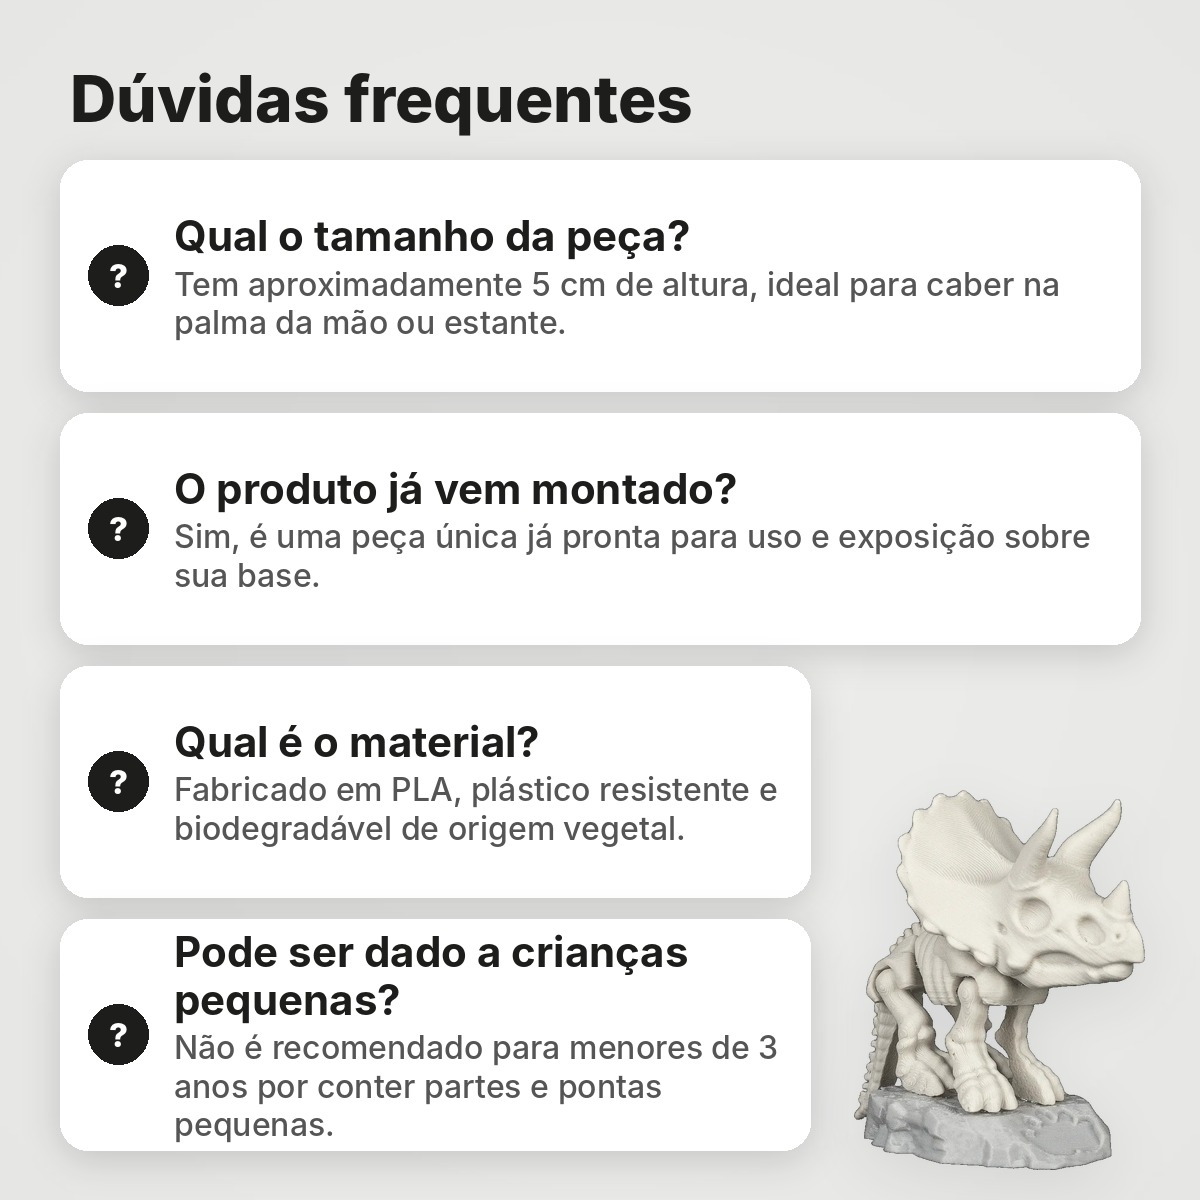 Dúvidas frequentes
?
Qual o tamanho da peça?
Tem aproximadamente 5 cm de altura, ideal para caber na
palma da mão ou estante.
?
O produto já vem montado?
Sim, é uma peça única já pronta para uso e exposição sobre
sua base.
?
Qual é o material?
Fabricado em PLA, plástico resistente e
biodegradável de origem vegetal.
?
Pode ser dado a crianças
pequenas?
Não é recomendado para menores de 3
anos por conter partes e pontas
pequenas.